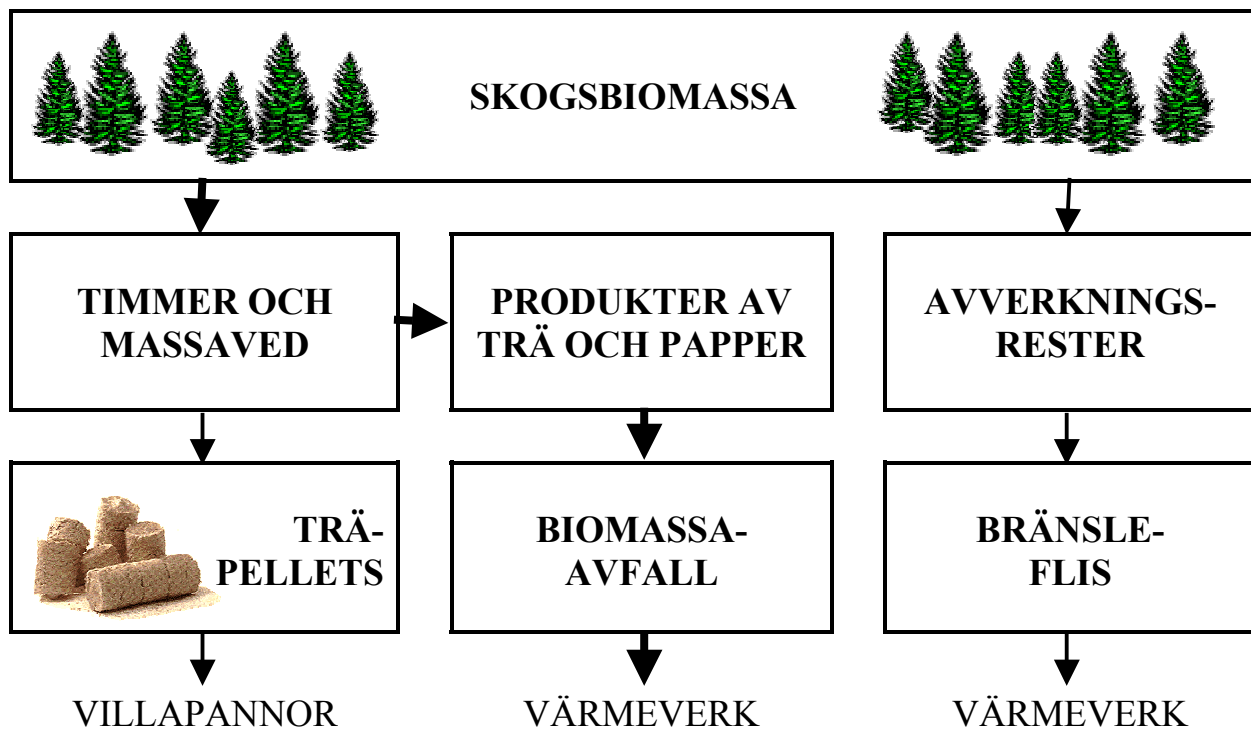 SKOGSBIOMASSA
TIMMER OCH
MASSAVED
PRODUKTER AV
TRÄ OCH PAPPER
AVVERKNINGS-
RESTER
TRÄ-
PELLETS
BIOMASSA-
AVFALL
BRÄNSLE-
FLIS
VILLAPANNOR
VÄRMEVERK
VÄRMEVERK